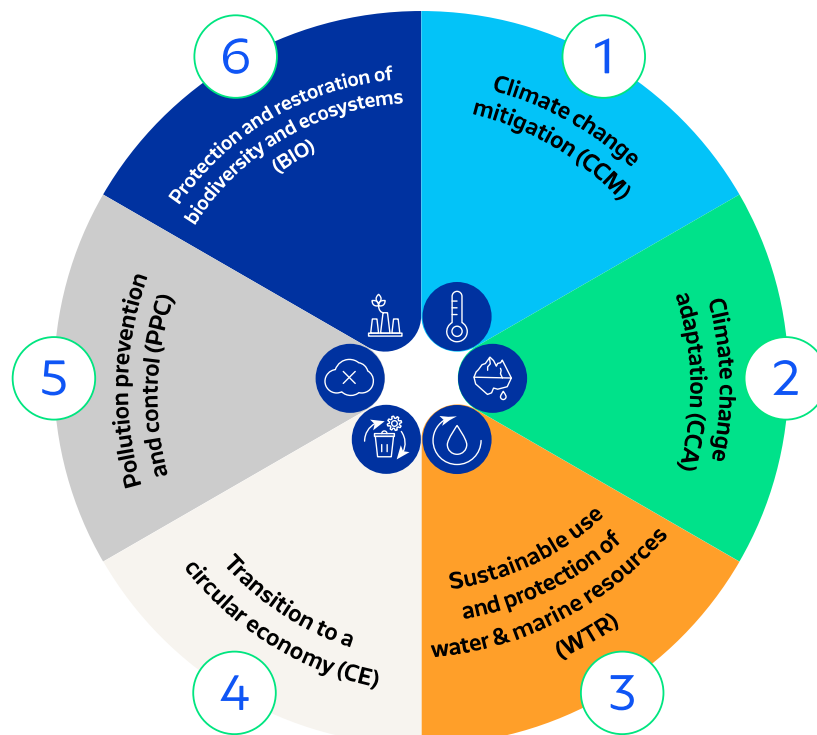 1
Climate change
mitigation (CCM)
2
Climate change
adaptation (CCA)
3
Sustainable use
and protection of
water & marine resources
(WTR)
4
Transition to a
circular economy (CE)
5
Pollution prevention
and control (PPC)
6
Protection and restoration of
biodiversity and ecosystems
(BIO)